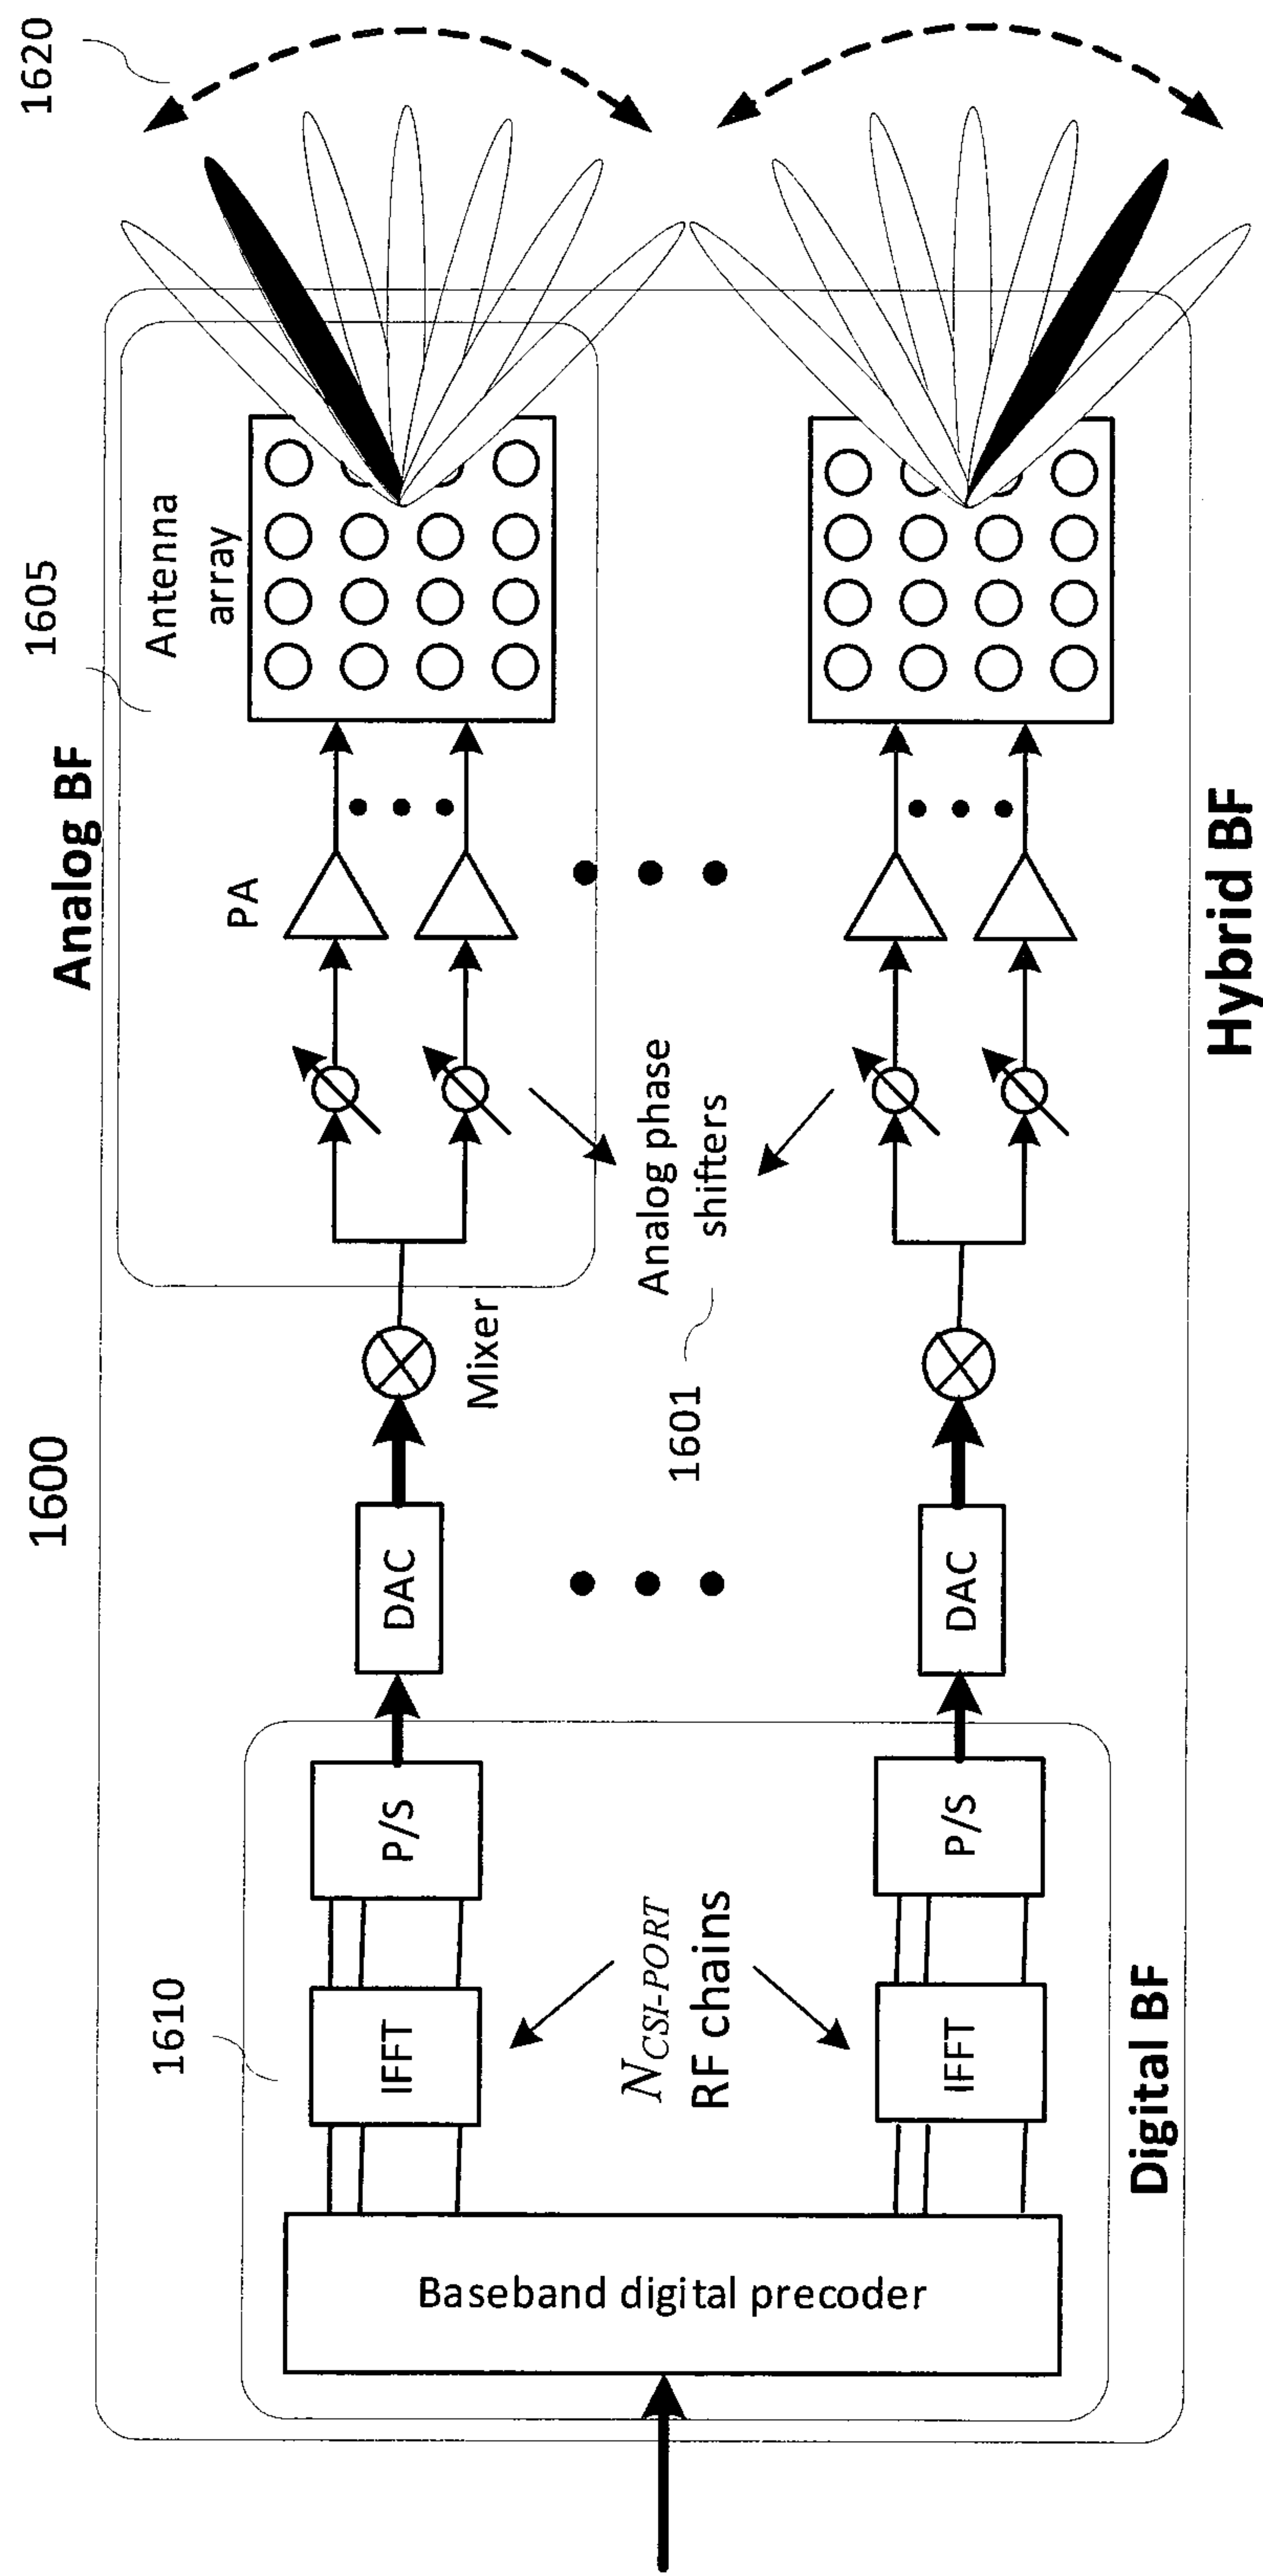 1600
1620
1605
Analog BF
Antenna
array
PA
Mixer
DAC
P/S
IFFT
1610
Baseband digital precoder
N_CSI-PORT
RF chains
1601
Analog phase
shifters
IFFT
P/S
DAC
Digital BF
Hybrid BF